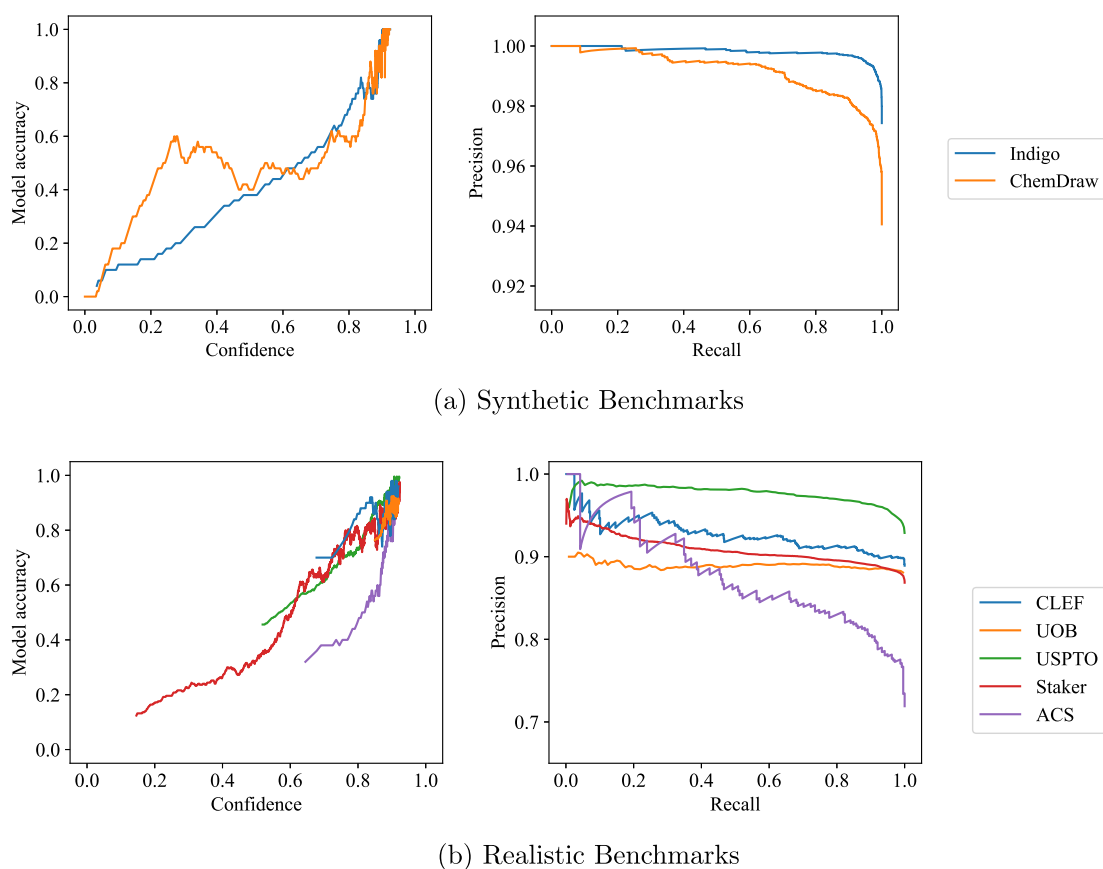 1.0
0.8
0.6
0.4
0.2
0.0
Model accuracy
0.0 0.2 0.4 0.6 0.8 1.0
Confidence
1.00
0.98
0.96
0.94
0.92
Precision
0.0 0.2 0.4 0.6 0.8 1.0
Recall
Indigo
ChemDraw
(a) Synthetic Benchmarks
1.0
0.8
0.6
0.4
0.2
0.0
Model accuracy
0.0 0.2 0.4 0.6 0.8 1.0
Confidence
1.0
0.9
0.8
0.7
Precision
0.0 0.2 0.4 0.6 0.8 1.0
Recall
CLEF
UOB
USPTO
Staker
ACS
(b) Realistic Benchmarks